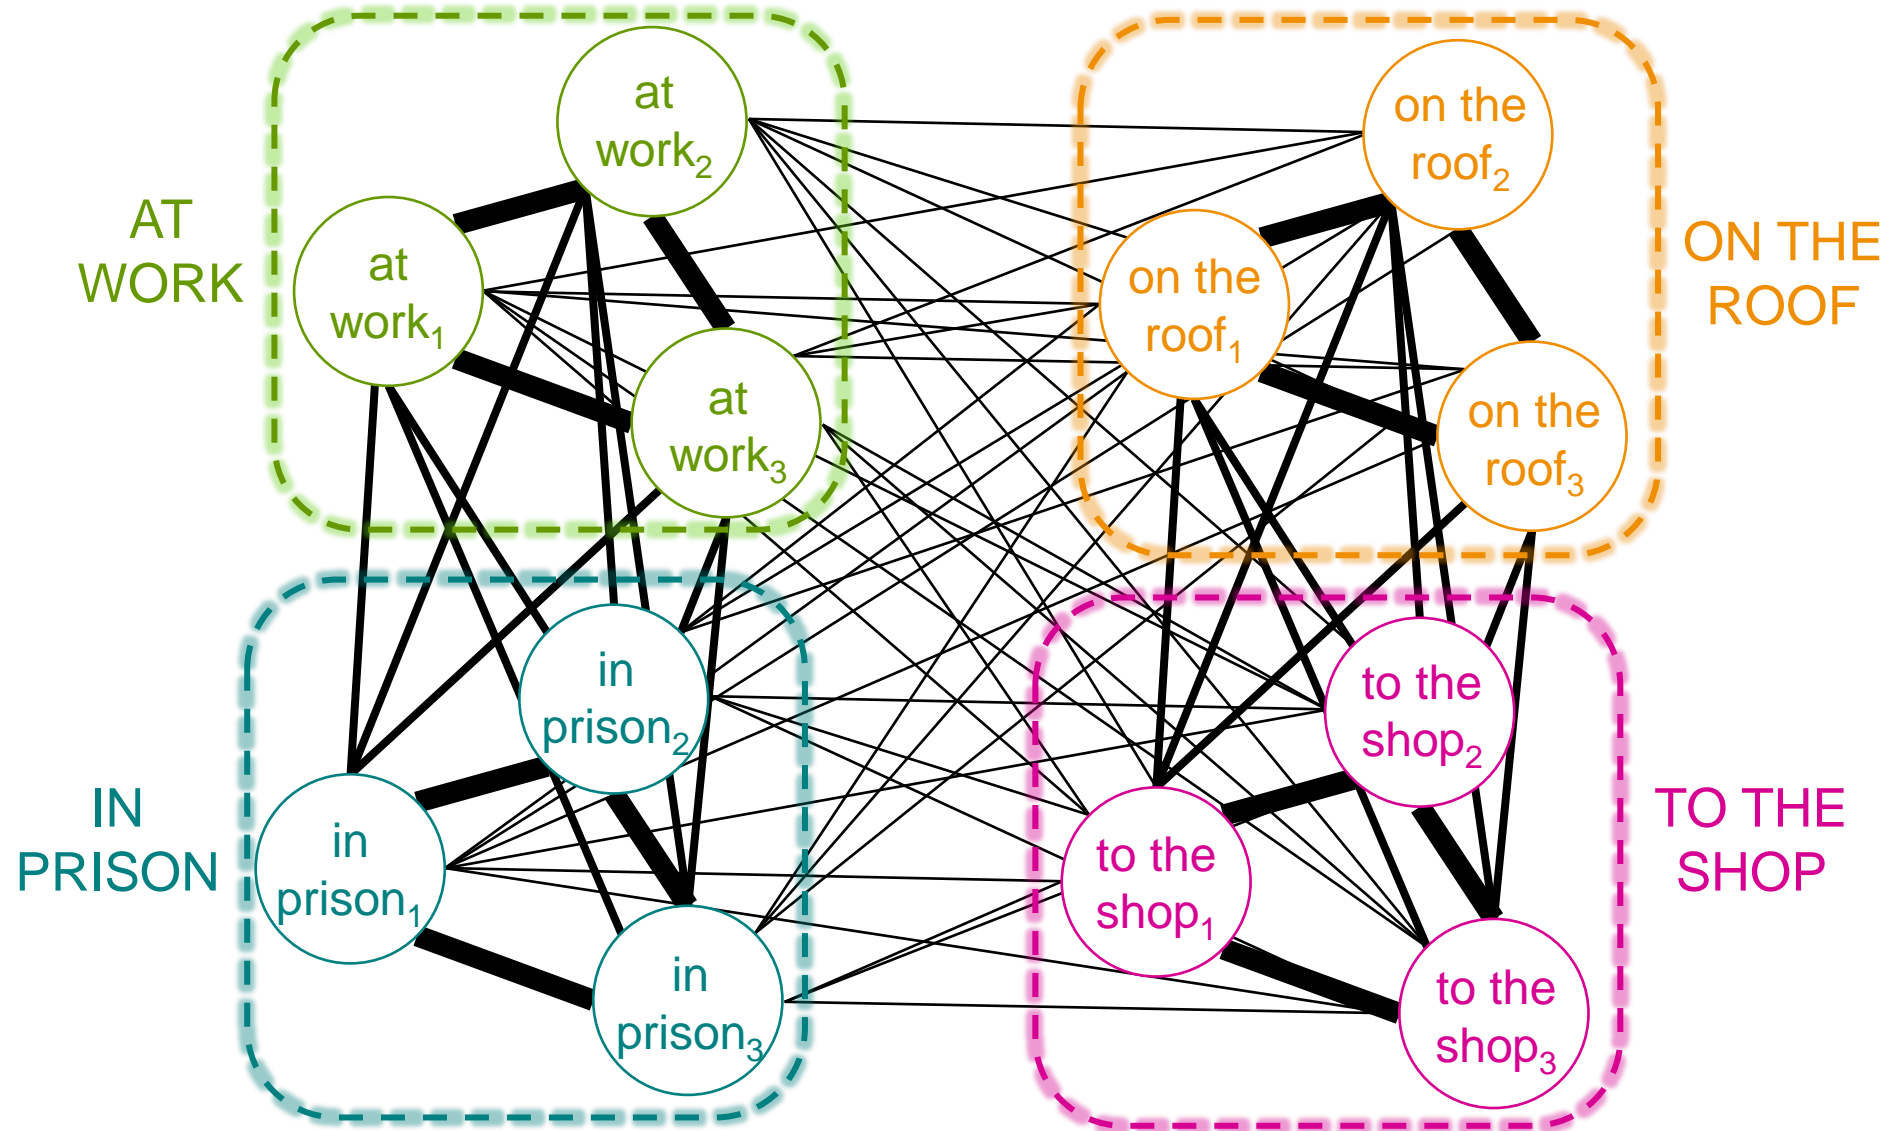 AT
WORK
at
work₂
at
work₁
at
work₃
on the
roof₂
on the
roof₁
on the
roof₃
ON THE
ROOF
IN
PRISON
in
prison₂
in
prison₁
in
prison₃
to the
shop₂
to the
shop₁
to the
shop₃
TO THE
SHOP